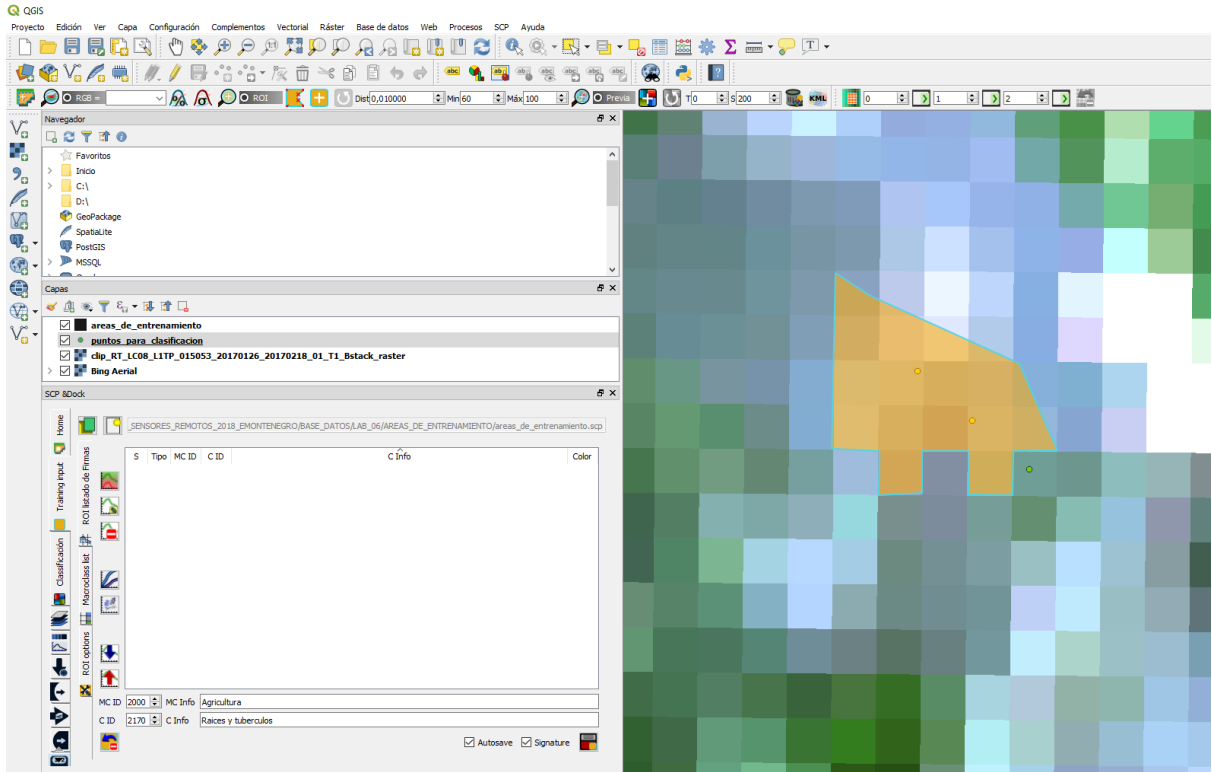 QGIS
Proyecto Edición Ver Capa Configuración Complementos Vectorial Ráster Base de datos Web Procesos SCP Ayuda
RGB = ROI Dist 0,010000 Min 60 Máx 100 Previa T 0 S 200 KML 0 1 2
Navegador
Favoritos
Inicio
C:\
D:\
GeoPackage
SpatiaLite
PostGIS
MSSQL
Capas
areas_de_entrenamiento
puntos_para_clasificacion
clip_RT_LC08_L1TP_015053_20170126_20170218_01_T1_Bstack_raster
Bing Aerial
SCP &Dock
Home
Training input
Classificación
ROI listado de Firmas
Macroclass list
ROI options
_SENSORES_REMOTOS_2018_EMONTENEGRO/BASE_DATOS/LAB_06/AREAS_DE_ENTRENAMIENTO/areas_de_entrenamiento.scp
S Tipo MC ID C ID C Info Color
MC ID 2000 MC Info Agricultura
C ID 2170 C Info Raices y tuberculos
Autosave Signature